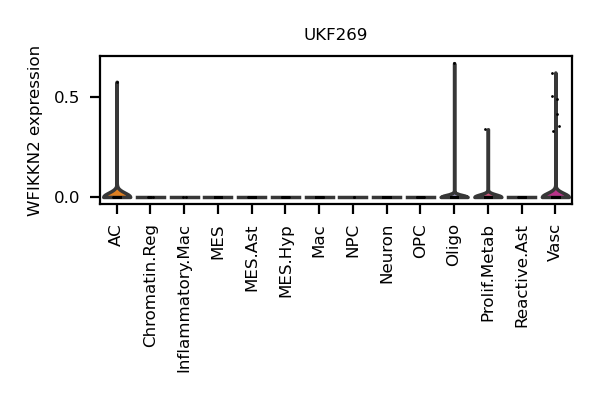 UKF269
WFIKKN2 expression
0.5
0.0
AC
Chromatin.Reg
Inflammatory.Mac
MES
MES.Ast
MES.Hyp
Mac
NPC
Neuron
OPC
Oligo
Prolif.Metab
Reactive.Ast
Vasc